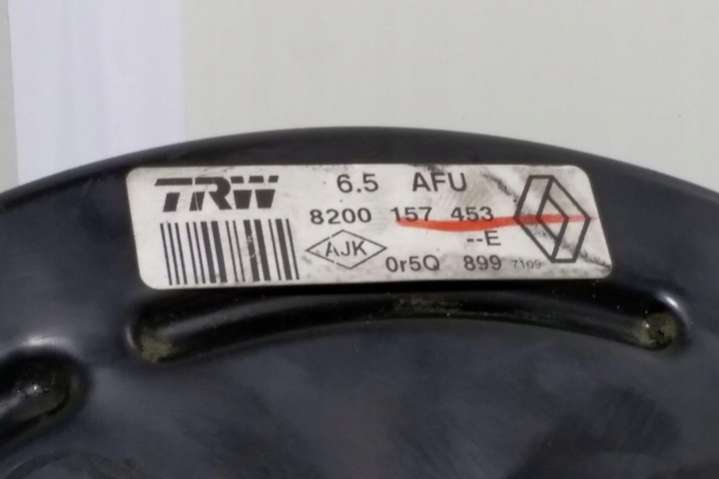 TRW 6.5 AFU
8200 157 453
--E
AJK
0r5Q 899 7109